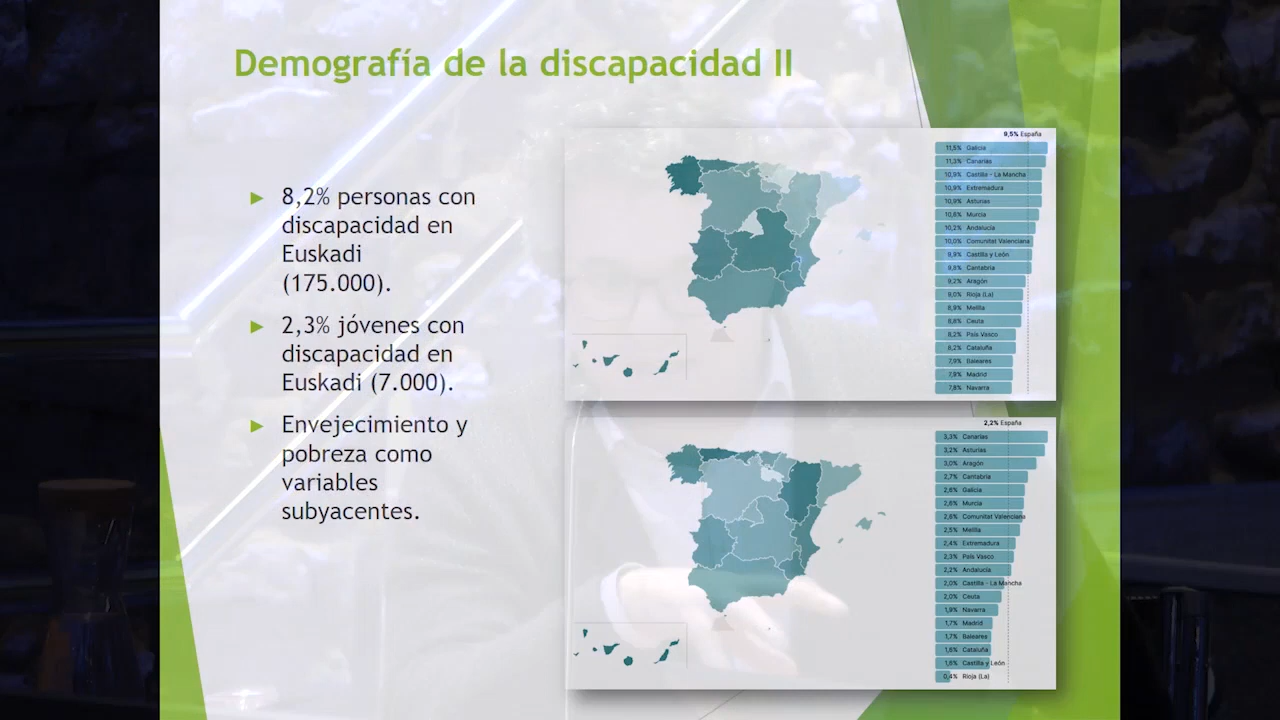 Demografía de la discapacidad II
8,2% personas con
discapacidad en
Euskadi
(175.000).
2,3% jóvenes con
discapacidad en
Euskadi (7.000).
Envejecimiento y
pobreza como
variables
subyacentes.
9,5% España
11,5% Galicia
11,3% Canarias
10,9% Castilla - La Mancha
10,9% Extremadura
10,9% Asturias
10,6% Murcia
10,2% Andalucía
10,0% Comunitat Valenciana
9,9% Castilla y León
9,8% Cantabria
9,2% Aragón
9,0% Rioja (La)
8,9% Melilla
8,8% Ceuta
8,2% País Vasco
8,2% Cataluña
7,9% Baleares
7,9% Madrid
7,8% Navarra
2,2% España
3,3% Canarias
3,2% Asturias
3,0% Aragón
2,7% Cantabria
2,6% Galicia
2,6% Murcia
2,6% Comunitat Valenciana
2,5% Melilla
2,4% Extremadura
2,3% País Vasco
2,2% Andalucía
2,0% Castilla - La Mancha
2,0% Ceuta
1,9% Navarra
1,7% Madrid
1,7% Baleares
1,6% Cataluña
1,6% Castilla y León
0,4% Rioja (La)